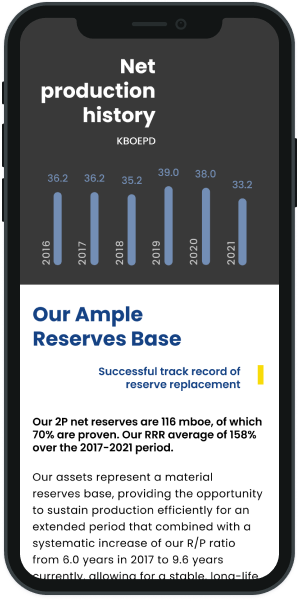 Net
production
history
KBOEPD
36.2
36.2
35.2
39.0
38.0
33.2
2016
2017
2018
2019
2020
2021
Our Ample
Reserves Base
Successful track record of
reserve replacement
Our 2P net reserves are 116 mboe, of which
70% are proven. Our RRR average of 158%
over the 2017-2021 period.
Our assets represent a material
reserves base, providing the opportunity
to sustain production efficiently for an
extended period that combined with a
systematic increase of our R/P ratio
from 6.0 years in 2017 to 9.6 years
currently, allowing for a stable, long-life